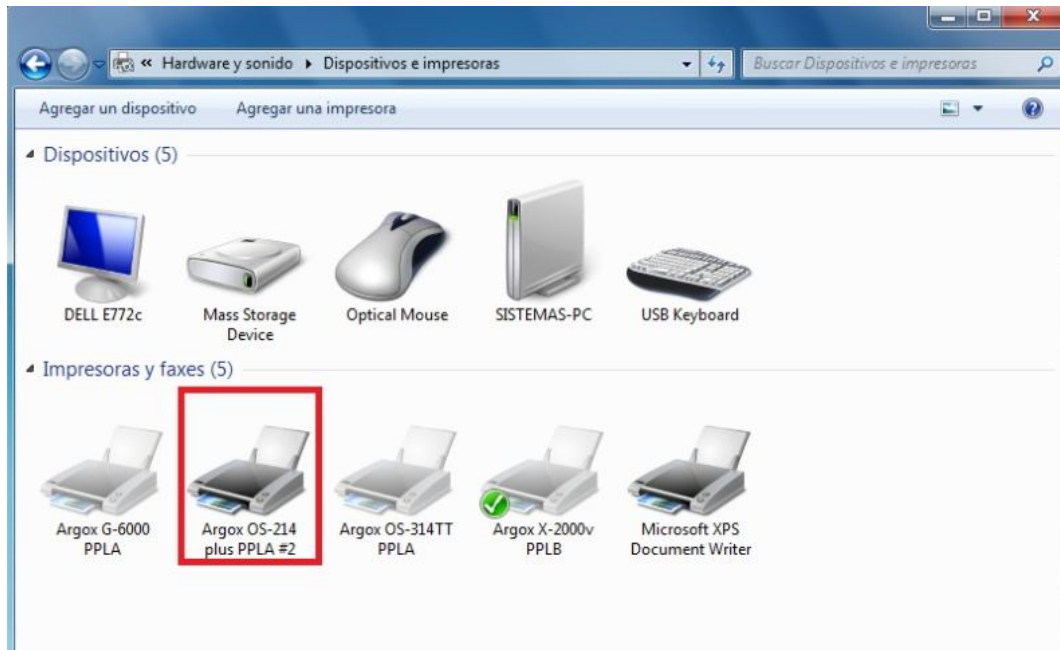 « Hardware y sonido ▸ Dispositivos e impresoras
Buscar Dispositivos e impresoras
Agregar un dispositivo
Agregar una impresora
Dispositivos (5)
DELL E772c
Mass Storage
Device
Optical Mouse
SISTEMAS-PC
USB Keyboard
Impresoras y faxes (5)
Argox G-6000
PPLA
Argox OS-214
plus PPLA #2
Argox OS-314TT
PPLA
Argox X-2000v
PPLB
Microsoft XPS
Document Writer